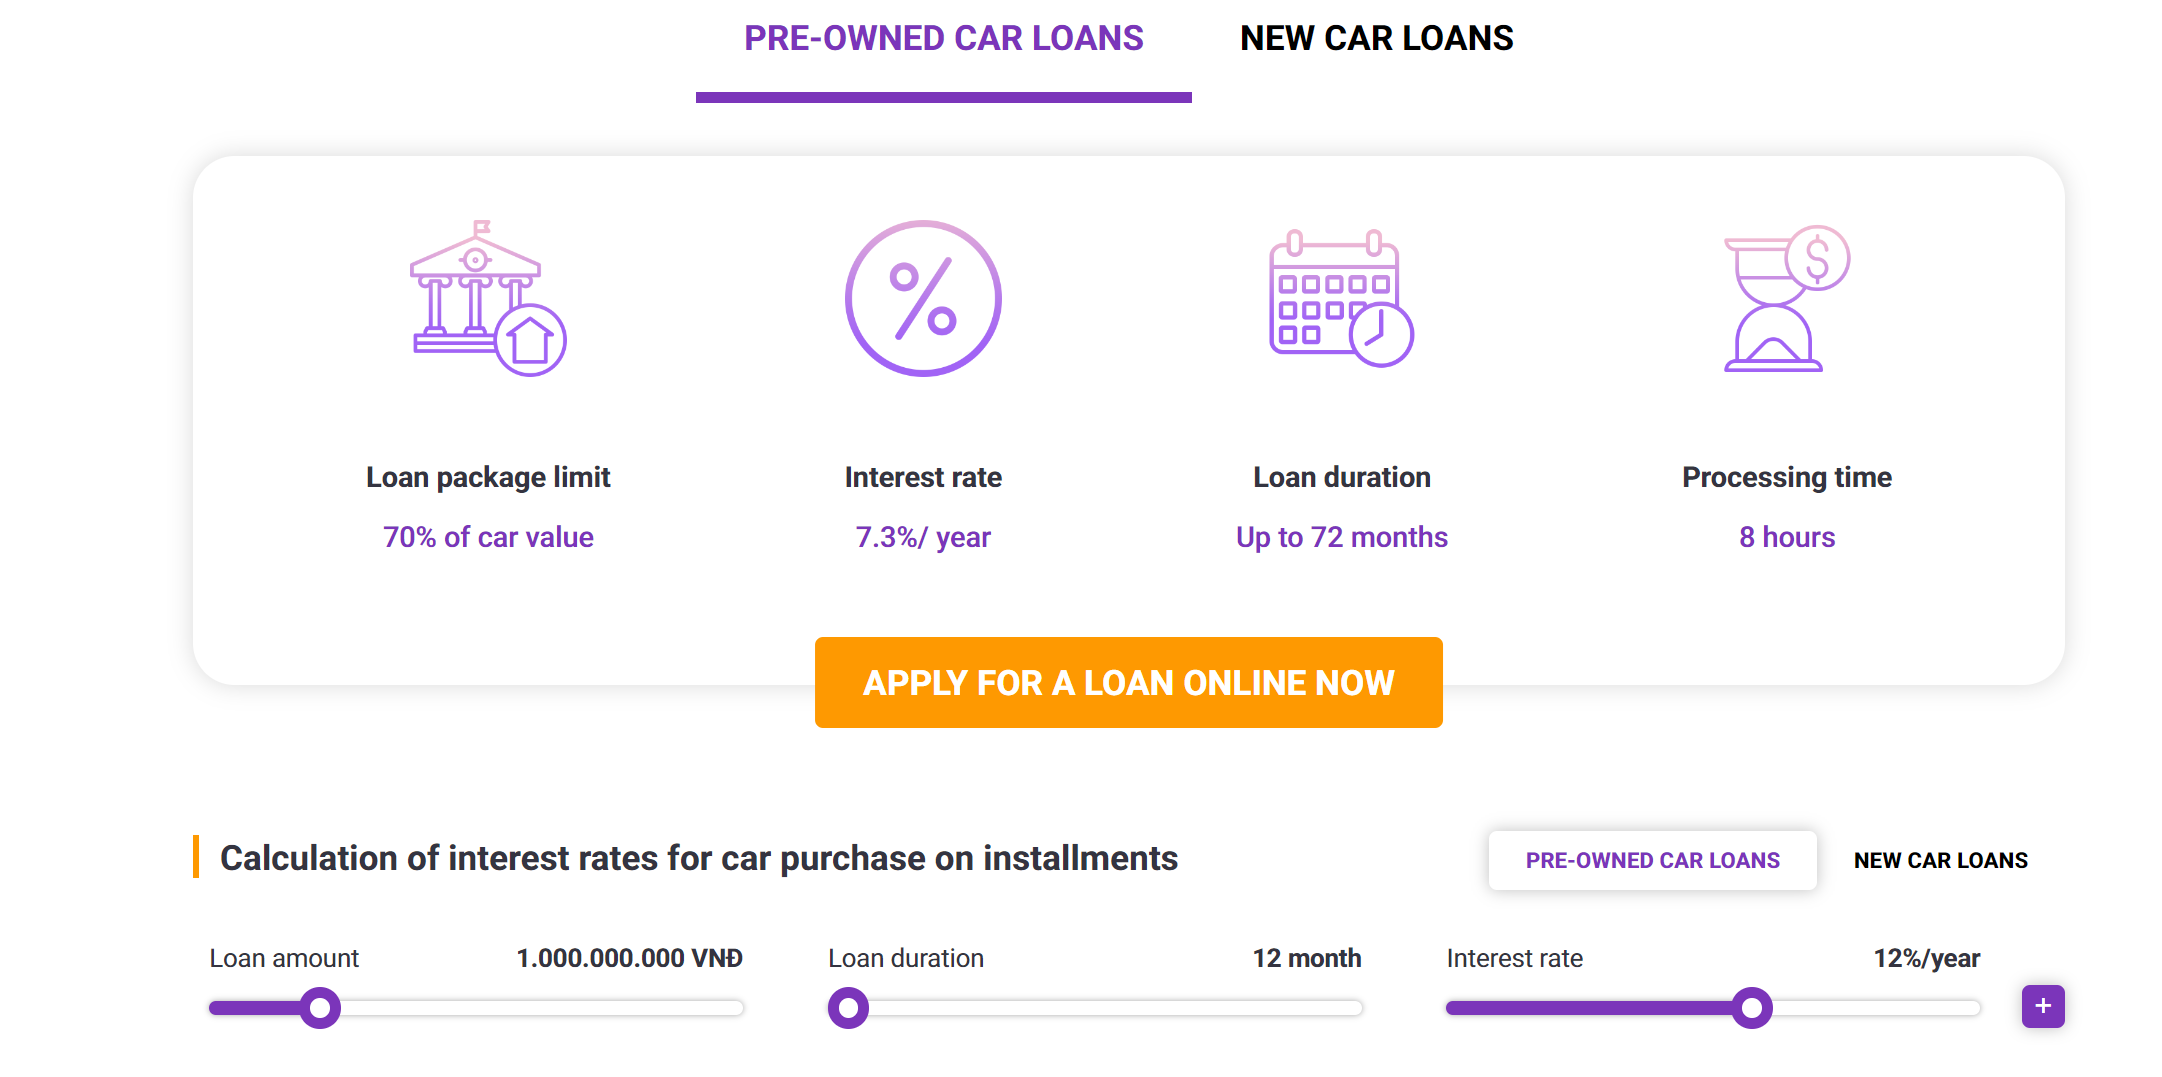 PRE-OWNED CAR LOANS NEW CAR LOANS
Loan package limit Interest rate Loan duration Processing time
70% of car value 7.3%/ year Up to 72 months 8 hours
APPLY FOR A LOAN ONLINE NOW
Calculation of interest rates for car purchase on installments PRE-OWNED CAR LOANS NEW CAR LOANS
Loan amount 1.000.000.000 VNĐ Loan duration 12 month Interest rate 12%/year
+